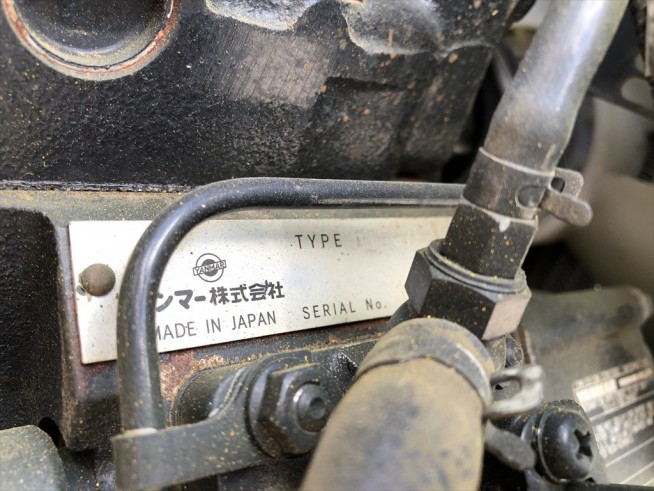 TYPE
YANMAR
ンマー株式会社
MADE IN JAPAN
SERIAL No.